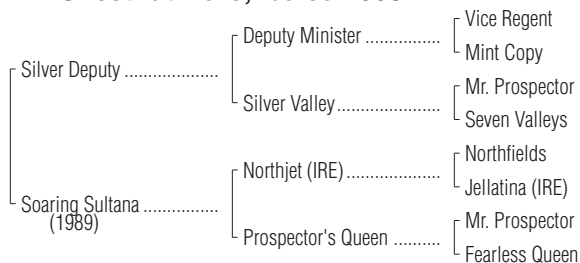 Vice Regent
Deputy Minister ..................
Mint Copy
Silver Deputy ......................
Mr. Prospector
Silver Valley ........................
Seven Valleys
Northfields
Northjet (IRE) ......................
Jellatina (IRE)
Soaring Sultana ..................
(1989)
Mr. Prospector
Prospector's Queen ...........
Fearless Queen